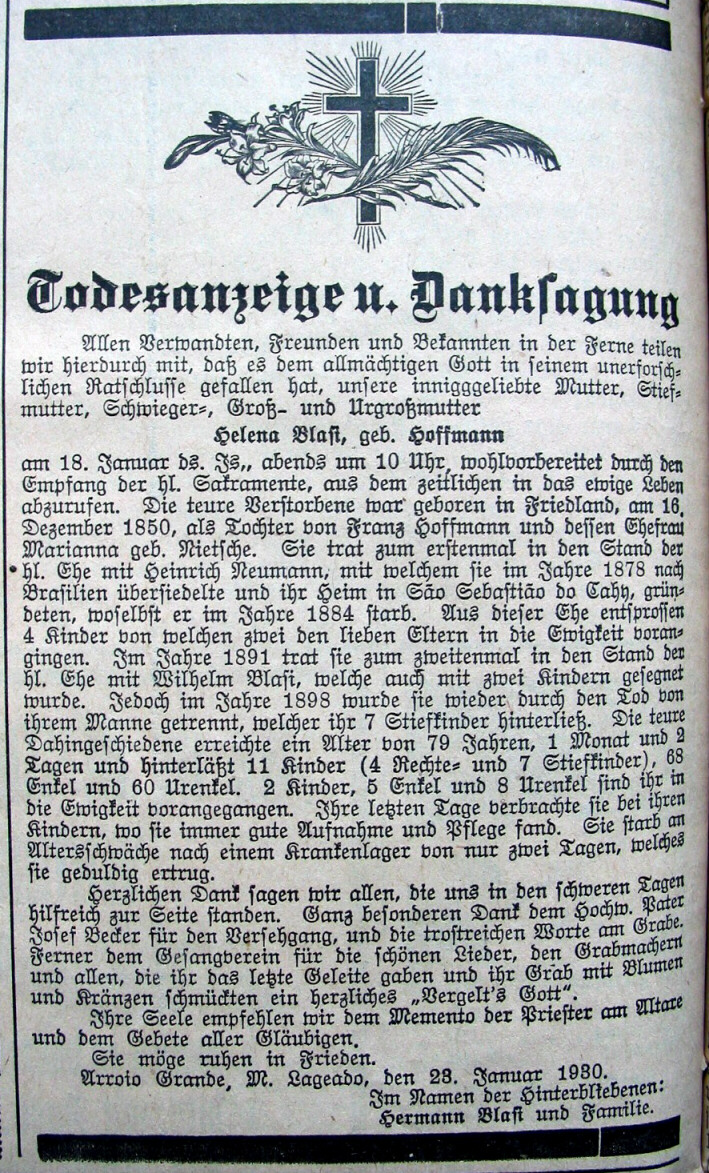 Todesanzeige u. Danksagung
Allen Verwandten, Freunden und Bekannten in der Ferne teilen
wir hierdurch mit, daß es dem allmächtigen Gott in seinem unerforsch-
lichen Ratschlusse gefallen hat, unsere innigggeliebte Mutter, Stief-
mutter, Schwieger-, Groß- und Urgroßmutter
Helena Blasi, geb. Hoffmann
am 18. Januar ds. Js,, abends um 10 Uhr, wohlvorbereitet durch den
Empfang der hl. Sakramente, aus dem zeitlichen in das ewige Leben
abzurufen. Die teure Verstorbene war geboren in Friedland, am 16.
Dezember 1850, als Tochter von Franz Hoffmann und dessen Ehefrau
Marianna geb. Nietsche. Sie trat zum erstenmal in den Stand der
hl. Ehe mit Heinrich Neumann, mit welchem sie im Jahre 1878 nach
Brasilien übersiedelte und ihr Heim in São Sebastião do Cahy, grün-
deten, woselbst er im Jahre 1884 starb. Aus dieser Ehe entsprossen
4 Kinder von welchen zwei den lieben Eltern in die Ewigkeit voran-
gingen. Im Jahre 1891 trat sie zum zweitenmal in den Stand der
hl. Ehe mit Wilhelm Blasi, welche auch mit zwei Kindern gesegnet
wurde. Jedoch im Jahre 1898 wurde sie wieder durch den Tod von
ihrem Manne getrennt, welcher ihr 7 Stiefkinder hinterließ. Die teure
Dahingeschiedene erreichte ein Alter von 79 Jahren, 1 Monat und 2
Tagen und hinterläßt 11 Kinder (4 Rechte- und 7 Stiefkinder), 68
Enkel und 60 Urenkel. 2 Kinder, 5 Enkel und 8 Urenkel sind ihr in
die Ewigkeit vorangegangen. Ihre letzten Tage verbrachte sie bei ihren
Kindern, wo sie immer gute Aufnahme und Pflege fand. Sie starb an
Altersschwäche nach einem Krankenlager von nur zwei Tagen, welches
sie geduldig ertrug.
Herzlichen Dank sagen wir allen, die uns in den schweren Tagen
hilfreich zur Seite standen. Ganz besonderen Dank dem Hochw. Pater
Josef Becker für den Versehgang, und die trostreichen Worte am Grabe.
Ferner dem Gesangverein für die schönen Lieder, den Grabmachern
und allen, die ihr das letzte Geleite gaben und ihr Grab mit Blumen
und Kränzen schmückten ein herzliches „Vergelt's Gott".
Ihre Seele empfehlen wir dem Memento der Priester am Altare
und dem Gebete aller Gläubigen.
Sie möge ruhen in Frieden.
Arroio Grande, M. Lageado, den 23. Januar 1930.
Im Namen der Hinterbliebenen:
Hermann Blasi und Familie.